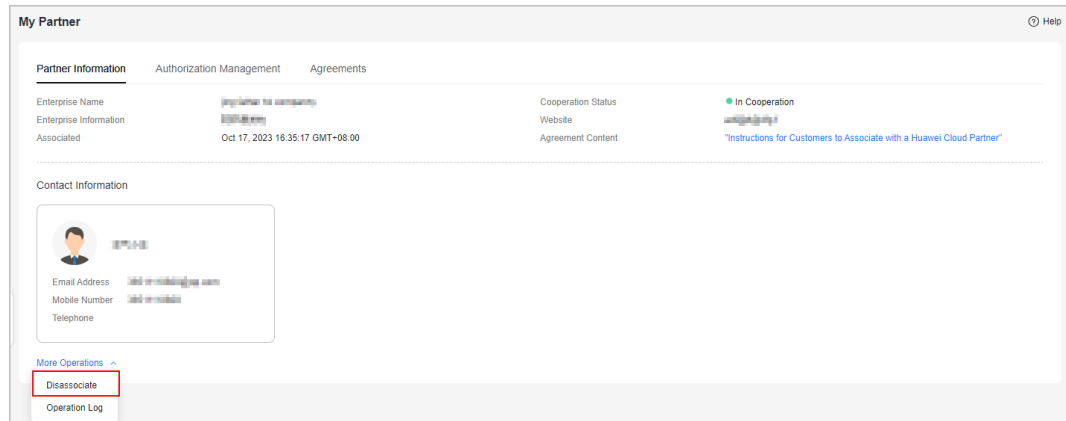 My Partner
Help
Partner Information Authorization Management Agreements
Enterprise Name Cooperation Status In Cooperation
Enterprise Information Website
Associated Oct 17, 2023 16:35:17 GMT+08:00 Agreement Content "Instructions for Customers to Associate with a Huawei Cloud Partner"
Contact Information
Email Address
Mobile Number
Telephone
More Operations
Disassociate
Operation Log